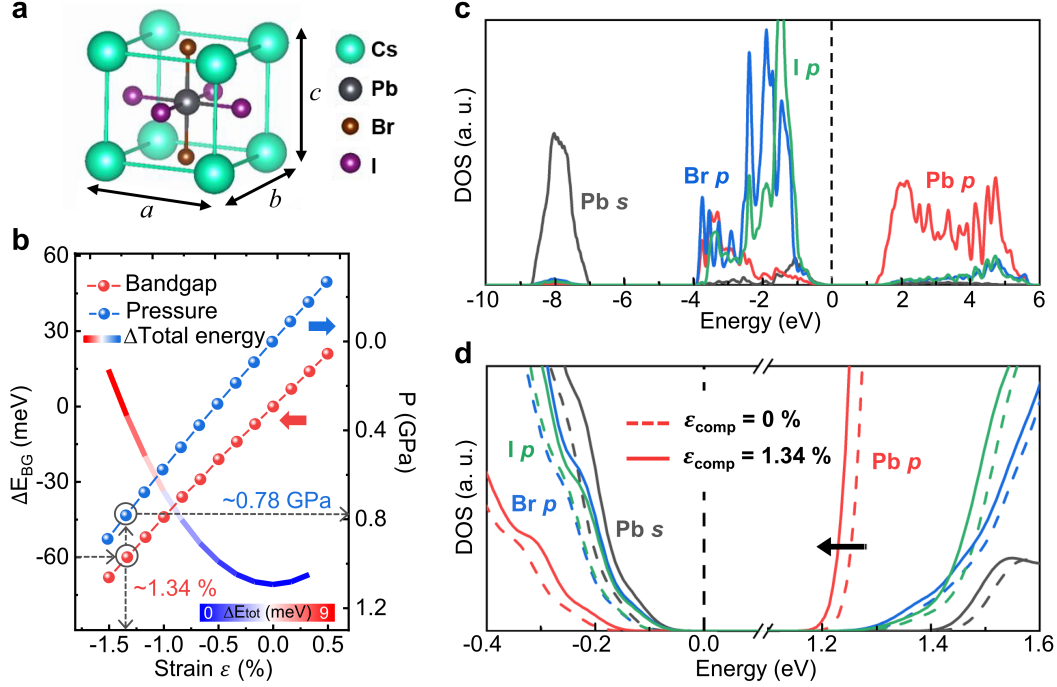 a
Cs
Pb
Br
I
a
b
c
b
Bandgap
Pressure
ΔTotal energy
60
30
0
-30
-60
ΔE_BG (meV)
0.0
0.4
0.8
1.2
P (GPa)
~0.78 GPa
~1.34 %
0 ΔEtot (meV) 9
-1.5 -1.0 -0.5 0.0 0.5
Strain ε (%)
c
DOS (a. u.)
Pb s
Br p
I p
Pb p
-10 -8 -6 -4 -2 0 2 4 6
Energy (eV)
d
DOS (a. u.)
I p
Br p
Pb s
ε_comp = 0 %
ε_comp = 1.34 %
Pb p
-0.4 -0.2 0.0 1.2 1.4 1.6
Energy (eV)